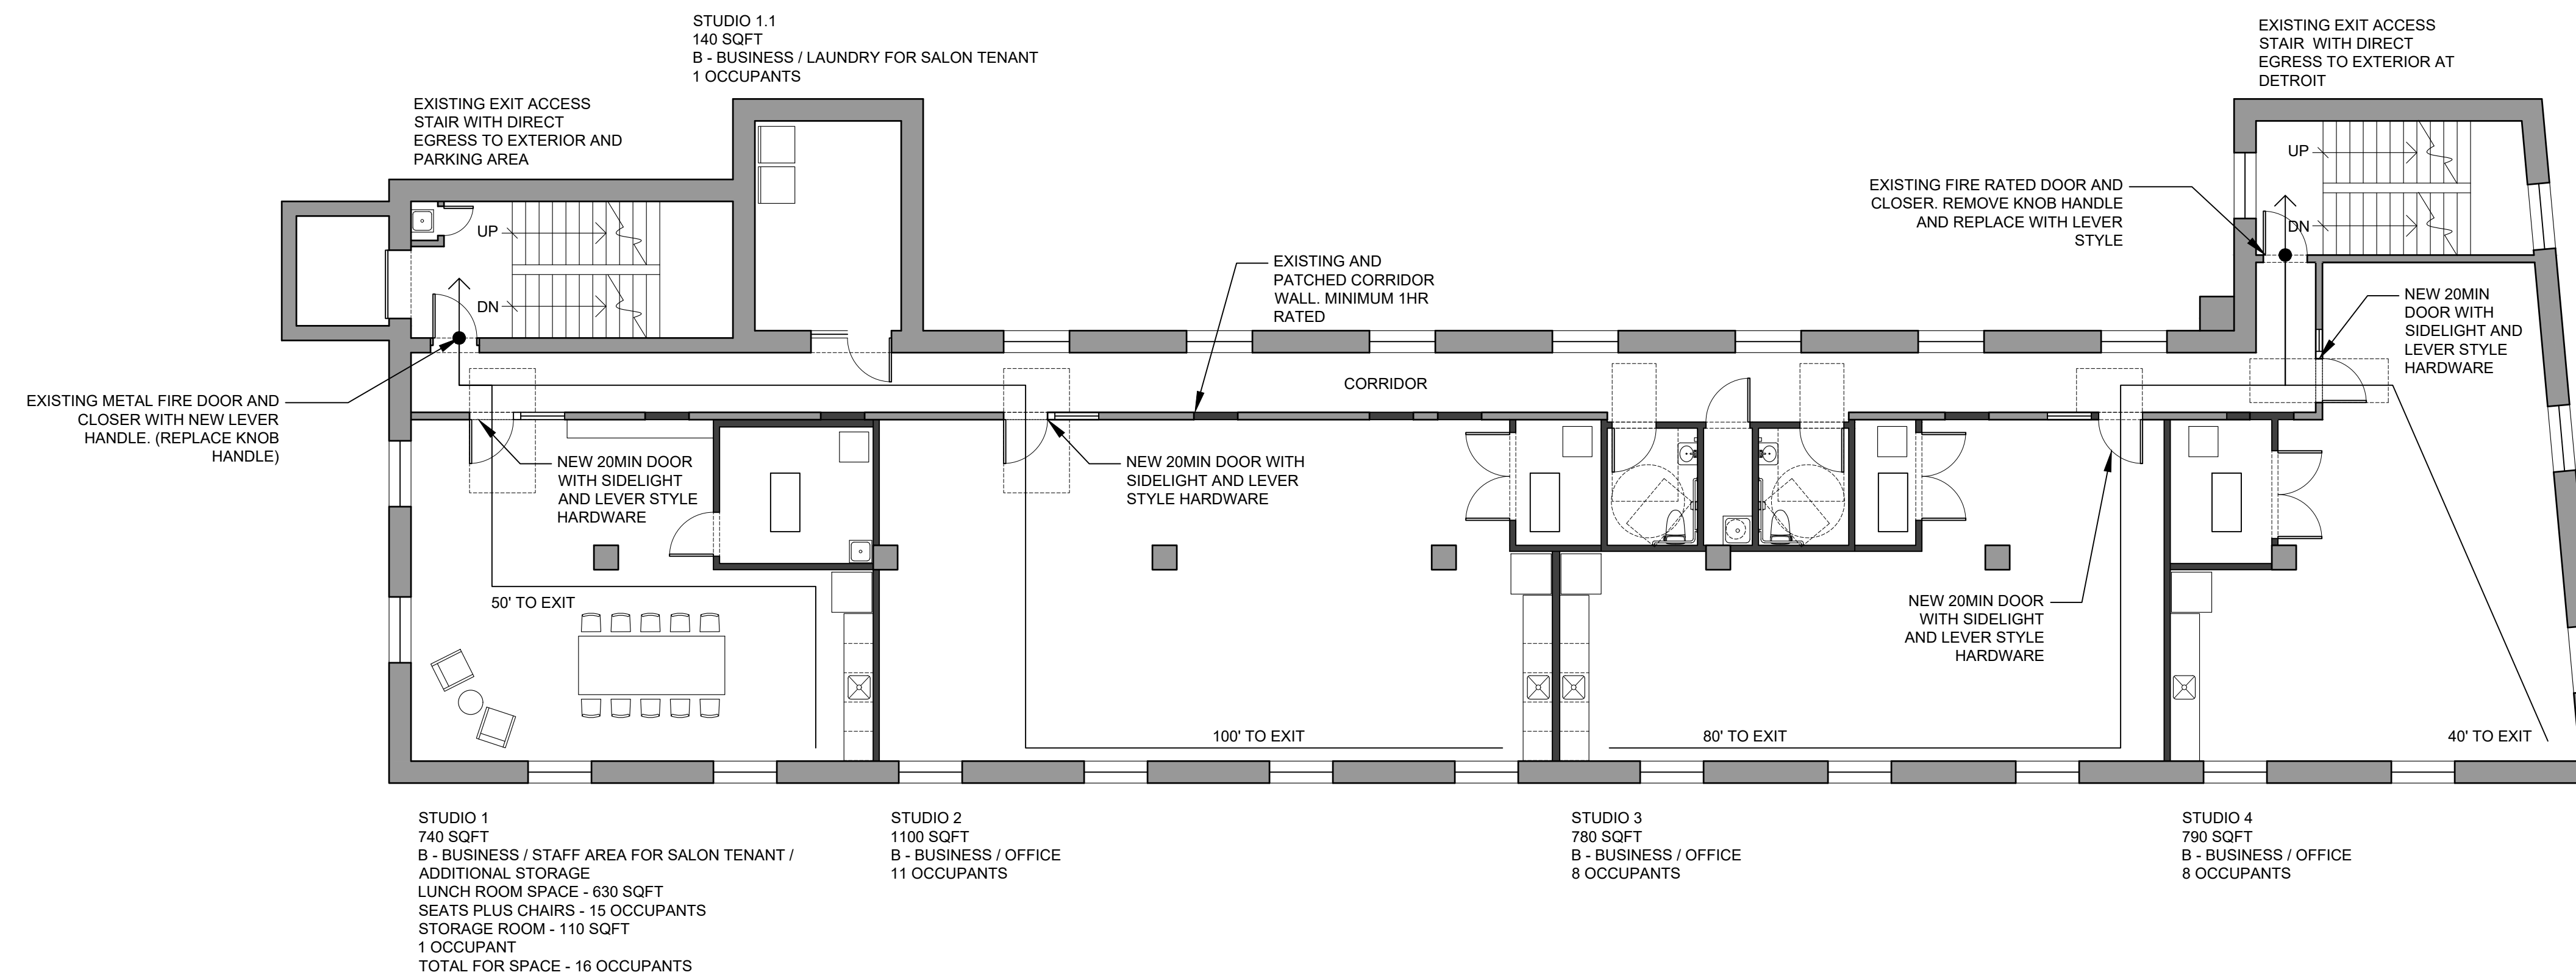 STUDIO 1.1
140 SQFT
B - BUSINESS / LAUNDRY FOR SALON TENANT
1 OCCUPANTS
EXISTING EXIT ACCESS
STAIR WITH DIRECT
EGRESS TO EXTERIOR AT
DETROIT
EXISTING EXIT ACCESS
STAIR WITH DIRECT
EGRESS TO EXTERIOR AND
PARKING AREA
UP
DN
UP
DN
EXISTING FIRE RATED DOOR AND
CLOSER. REMOVE KNOB HANDLE
AND REPLACE WITH LEVER
STYLE
EXISTING AND
PATCHED CORRIDOR
WALL. MINIMUM 1HR
RATED
NEW 20MIN
DOOR WITH
SIDELIGHT AND
LEVER STYLE
HARDWARE
CORRIDOR
EXISTING METAL FIRE DOOR AND
CLOSER WITH NEW LEVER
HANDLE. (REPLACE KNOB
HANDLE)
NEW 20MIN DOOR
WITH SIDELIGHT
AND LEVER STYLE
HARDWARE
NEW 20MIN DOOR WITH
SIDELIGHT AND LEVER
STYLE HARDWARE
NEW 20MIN DOOR
WITH SIDELIGHT
AND LEVER STYLE
HARDWARE
50' TO EXIT
100' TO EXIT
80' TO EXIT
40' TO EXIT
STUDIO 1
740 SQFT
B - BUSINESS / STAFF AREA FOR SALON TENANT /
ADDITIONAL STORAGE
LUNCH ROOM SPACE - 630 SQFT
SEATS PLUS CHAIRS - 15 OCCUPANTS
STORAGE ROOM - 110 SQFT
1 OCCUPANT
TOTAL FOR SPACE - 16 OCCUPANTS
STUDIO 2
1100 SQFT
B - BUSINESS / OFFICE
11 OCCUPANTS
STUDIO 3
780 SQFT
B - BUSINESS / OFFICE
8 OCCUPANTS
STUDIO 4
790 SQFT
B - BUSINESS / OFFICE
8 OCCUPANTS